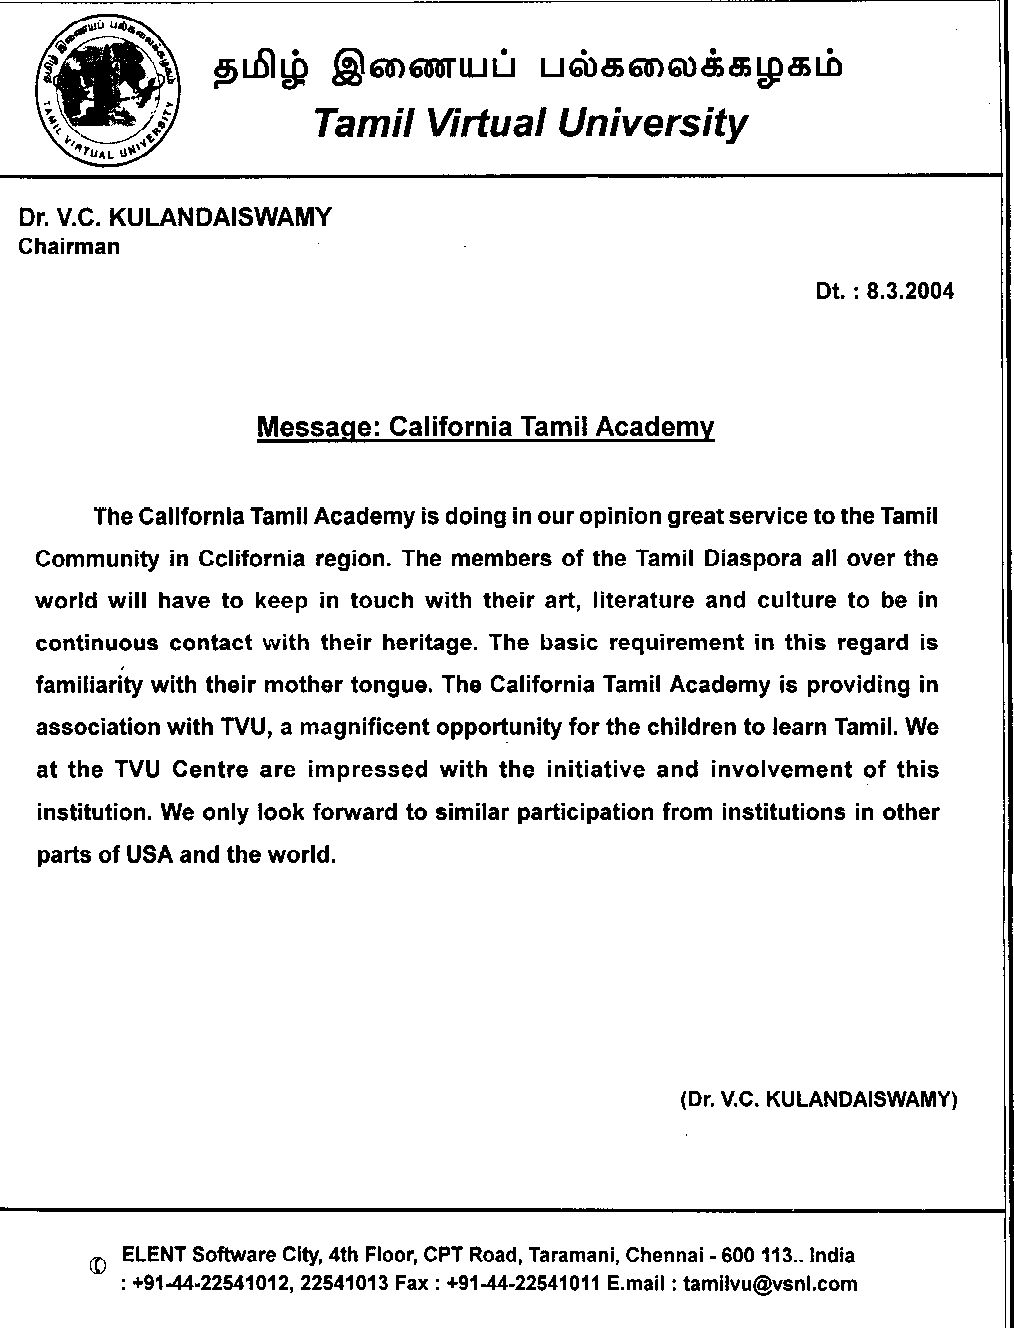 தமிழ் இணையப் பல்கலைக்கழகம்
TAMIL VIRTUAL UNIVERSITY
தமிழ் இணையப் பல்கலைக்கழகம்
Tamil Virtual University
Dr. V.C. KULANDAISWAMY
Chairman
Dt. : 8.3.2004
Message: California Tamil Academy
The California Tamil Academy is doing in our opinion great service to the Tamil
Community in Cclifornia region. The members of the Tamil Diaspora all over the
world will have to keep in touch with their art, literature and culture to be in
continuous contact with their heritage. The basic requirement in this regard is
familiarity with their mother tongue. The California Tamil Academy is providing in
association with TVU, a magnificent opportunity for the children to learn Tamil. We
at the TVU Centre are impressed with the initiative and involvement of this
institution. We only look forward to similar participation from institutions in other
parts of USA and the world.
(Dr. V.C. KULANDAISWAMY)
ELENT Software City, 4th Floor, CPT Road, Taramani, Chennai - 600 113.. India
: +91-44-22541012, 22541013 Fax : +91-44-22541011 E.mail : tamilvu@vsnl.com